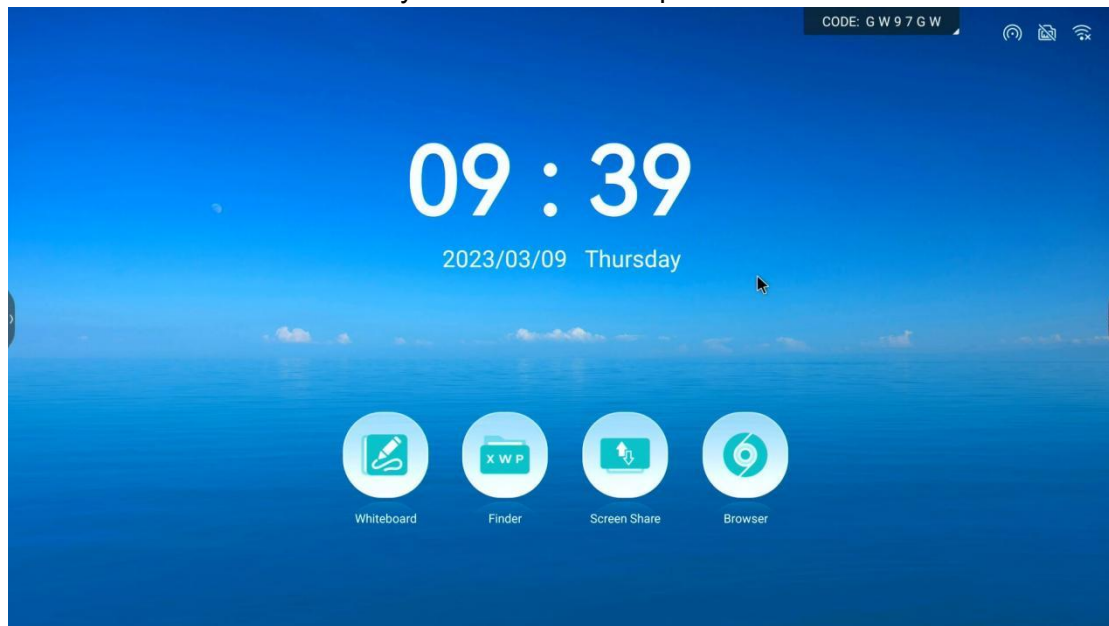 CODE: G W 9 7 G W
09 : 39
2023/03/09 Thursday
X W P
Whiteboard
Finder
Screen Share
Browser